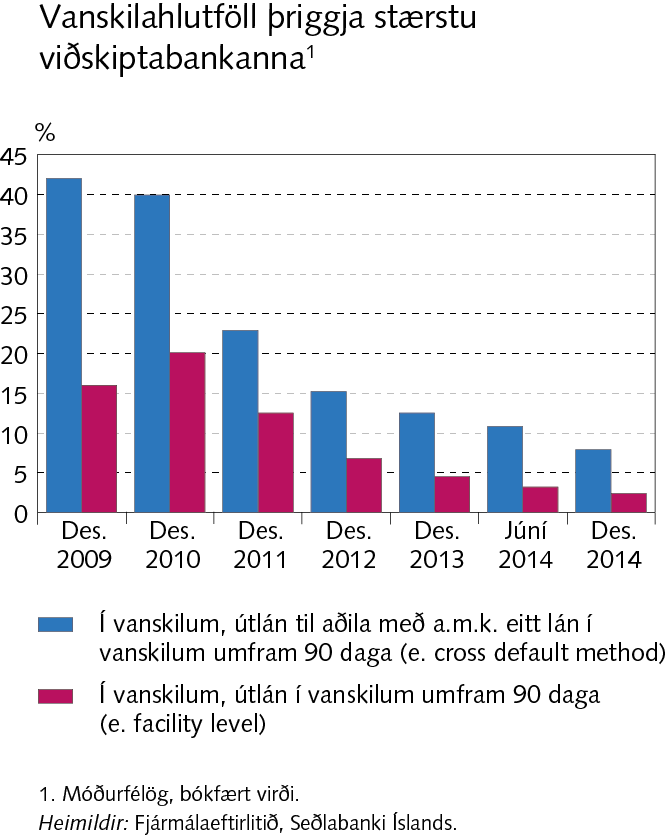 Vanskilahlutföll þriggja stærstu
viðskiptabankanna¹
%
45
40
35
30
25
20
15
10
5
0
Des. Des. Des. Des. Des. Júní Des.
2009 2010 2011 2012 2013 2014 2014
Í vanskilum, útlán til aðila með a.m.k. eitt lán í
vanskilum umfram 90 daga (e. cross default method)
Í vanskilum, útlán í vanskilum umfram 90 daga
(e. facility level)
1. Móðurfélög, bókfært virði.
Heimildir: Fjármálaeftirlitið, Seðlabanki Íslands.